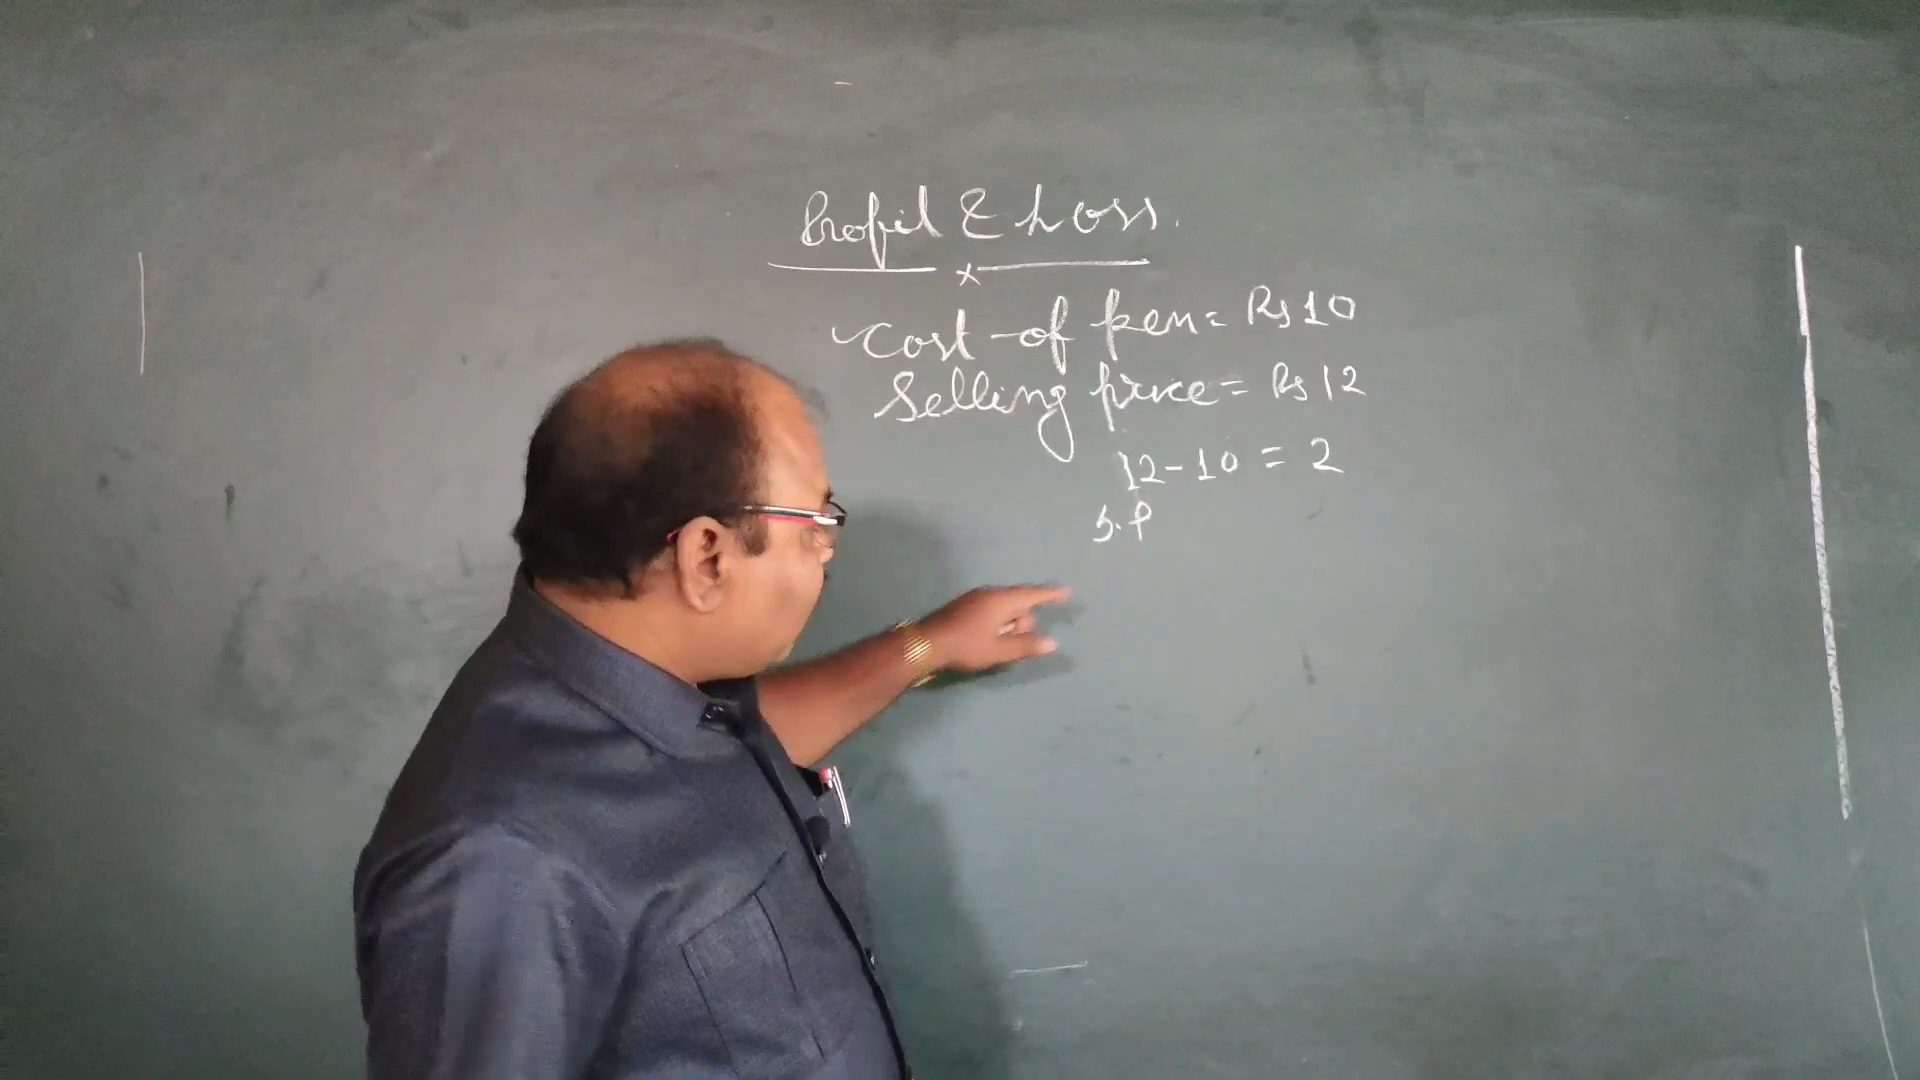 Profit & Loss.
Cost of pen = Rs 10
Selling price = Rs 12
12-10 = 2
S.P